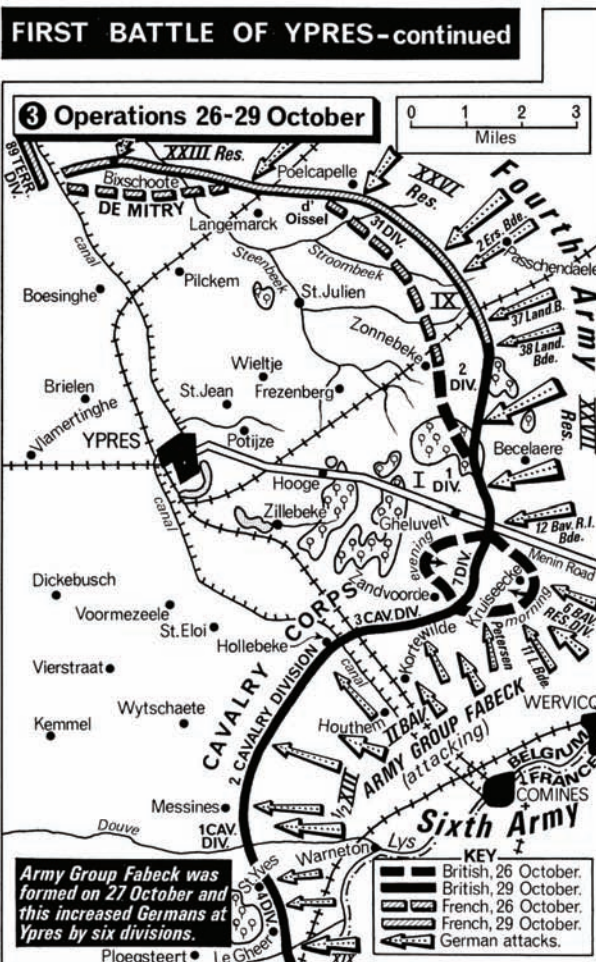 FIRST BATTLE OF YPRES-continued
3 Operations 26-29 October
0 1 2 3
Miles
89 TERR.
DIV.
XXIII Res.
Bixschoote
DE MITRY
Poelcapelle
d'
Oissel
Langemarck
XXVI
Res.
Fourth Army
31 DIV.
2 Ers. Bde.
Passchendaele
canal
Steenbeek
Stroombeek
Pilckem
Boesinghe
St.Julien
IX
37 Land.B.
38 Land.
Bde.
Zonnebeke
2
DIV.
Wieltje
Brielen
St.Jean
Frezenberg
XXVII
Res.
Vlamertinghe
YPRES
Potijze
Becelaere
I
1
DIV.
Hooge
Zillebeke
Gheluvelt
12 Bav. R.I.
Bde.
canal
Menin Road
evening
7 DIV.
Dickebusch
Zandvoorde
Kruiseecke
morning
6 BAV.
RES. DIV.
Voormezeele
St.Eloi
3 CAV. DIV.
Petersen
11 L.Bde.
Hollebeke
CAVALRY CORPS
canal
Kortewilde
Vierstraat
2 CAVALRY DIVISION
Wytschaete
Houthem
II BAV.
ARMY GROUP FABECK
(attacking)
WERVICQ
Kemmel
BELGIUM
FRANCE
COMINES
Messines
½ XIII
Sixth Army
Douve
1 CAV.
DIV.
Warneton
Lys
St Yves
4 DIV.
Le Gheer
Ploegsteert
XIX
Army Group Fabeck was
formed on 27 October and
this increased Germans at
Ypres by six divisions.
KEY
British, 26 October.
British, 29 October.
French, 26 October.
French, 29 October.
German attacks.